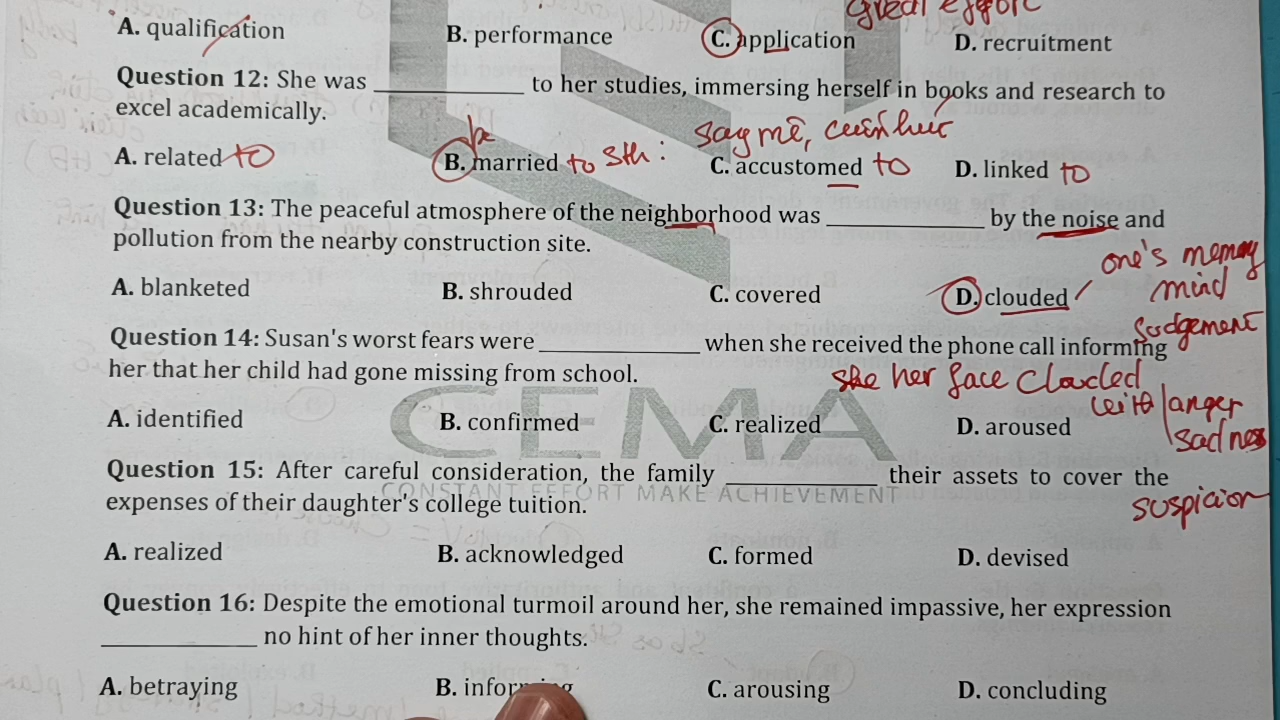 great effort
A. qualification B. performance C. application D. recruitment
Question 12: She was ____________ to her studies, immersing herself in books and research to
excel academically.
be say mê,
A. related to B. married to sth: C. accustomed to D. linked to
Question 13: The peaceful atmosphere of the neighborhood was ____________ by the noise and
pollution from the nearby construction site.
one's memory
A. blanketed B. shrouded C. covered D. clouded mind
Judgement
Question 14: Susan's worst fears were ____________ when she received the phone call informing
her that her child had gone missing from school.
she her face clouded
with anger
A. identified B. confirmed C. realized D. aroused sadness
CEMA
Question 15: After careful consideration, the family ____________ their assets to cover the
CONSTANT EFFORT MAKE ACHIEVEMENT
expenses of their daughter's college tuition.
suspicion
A. realized B. acknowledged C. formed D. devised
Question 16: Despite the emotional turmoil around her, she remained impassive, her expression
____________ no hint of her inner thoughts.
A. betraying B. informing C. arousing D. concluding